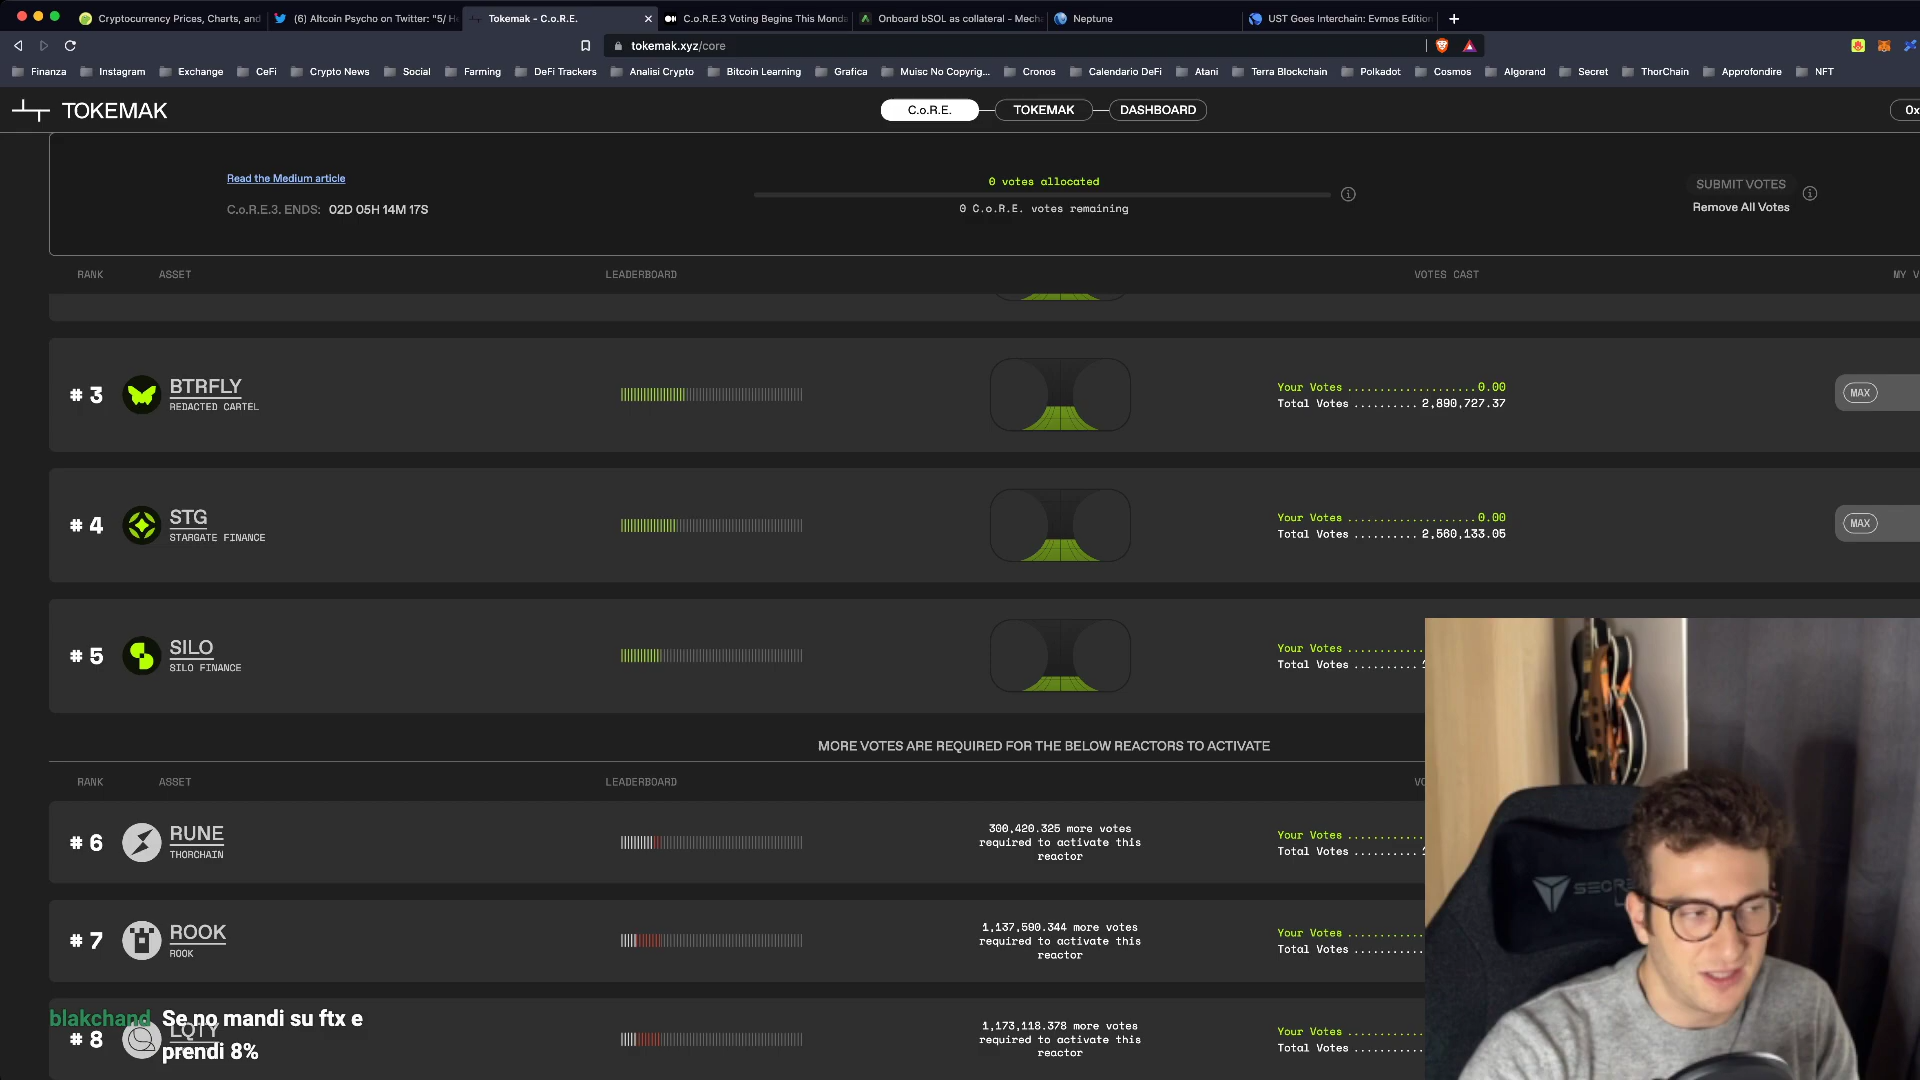 Cryptocurrency Prices, Charts, and
(6) Altcoin Psycho on Twitter: "5/ He
Tokemak - C.o.R.E.
C.o.R.E.3 Voting Begins This Monda
Onboard bSOL as collateral - Mecha
Neptune
UST Goes Interchain: Evmos Edition
tokemak.xyz/core
Finanza
Instagram
Exchange
CeFi
Crypto News
Social
Farming
DeFi Trackers
Analisi Crypto
Bitcoin Learning
Grafica
Muisc No Copyrig...
Cronos
Calendario DeFi
Atani
Terra Blockchain
Polkadot
Cosmos
Algorand
Secret
ThorChain
Approfondire
NFT
TOKEMAK
C.o.R.E.
TOKEMAK
DASHBOARD
0x
Read the Medium article
C.o.R.E.3. ENDS: 02D 05H 14M 17S
0 votes allocated
0 C.o.R.E. votes remaining
SUBMIT VOTES
Remove All Votes
RANK ASSET LEADERBOARD VOTES CAST MY V
# 3
BTRFLY
REDACTED CARTEL
Your Votes ......................0.00
Total Votes .......... 2,890,727.37
MAX
# 4
STG
STARGATE FINANCE
Your Votes ......................0.00
Total Votes .......... 2,560,133.05
MAX
# 5
SILO
SILO FINANCE
Your Votes
Total Votes
MORE VOTES ARE REQUIRED FOR THE BELOW REACTORS TO ACTIVATE
RANK ASSET LEADERBOARD VO
# 6
RUNE
THORCHAIN
300,420.325 more votes
required to activate this
reactor
Your Votes
Total Votes
# 7
ROOK
ROOK
1,137,590.344 more votes
required to activate this
reactor
Your Votes
Total Votes
# 8
LQTY
1,173,118.378 more votes
required to activate this
reactor
Your Votes
Total Votes
blakchand Se no mandi su ftx e
prendi 8%
SECRE